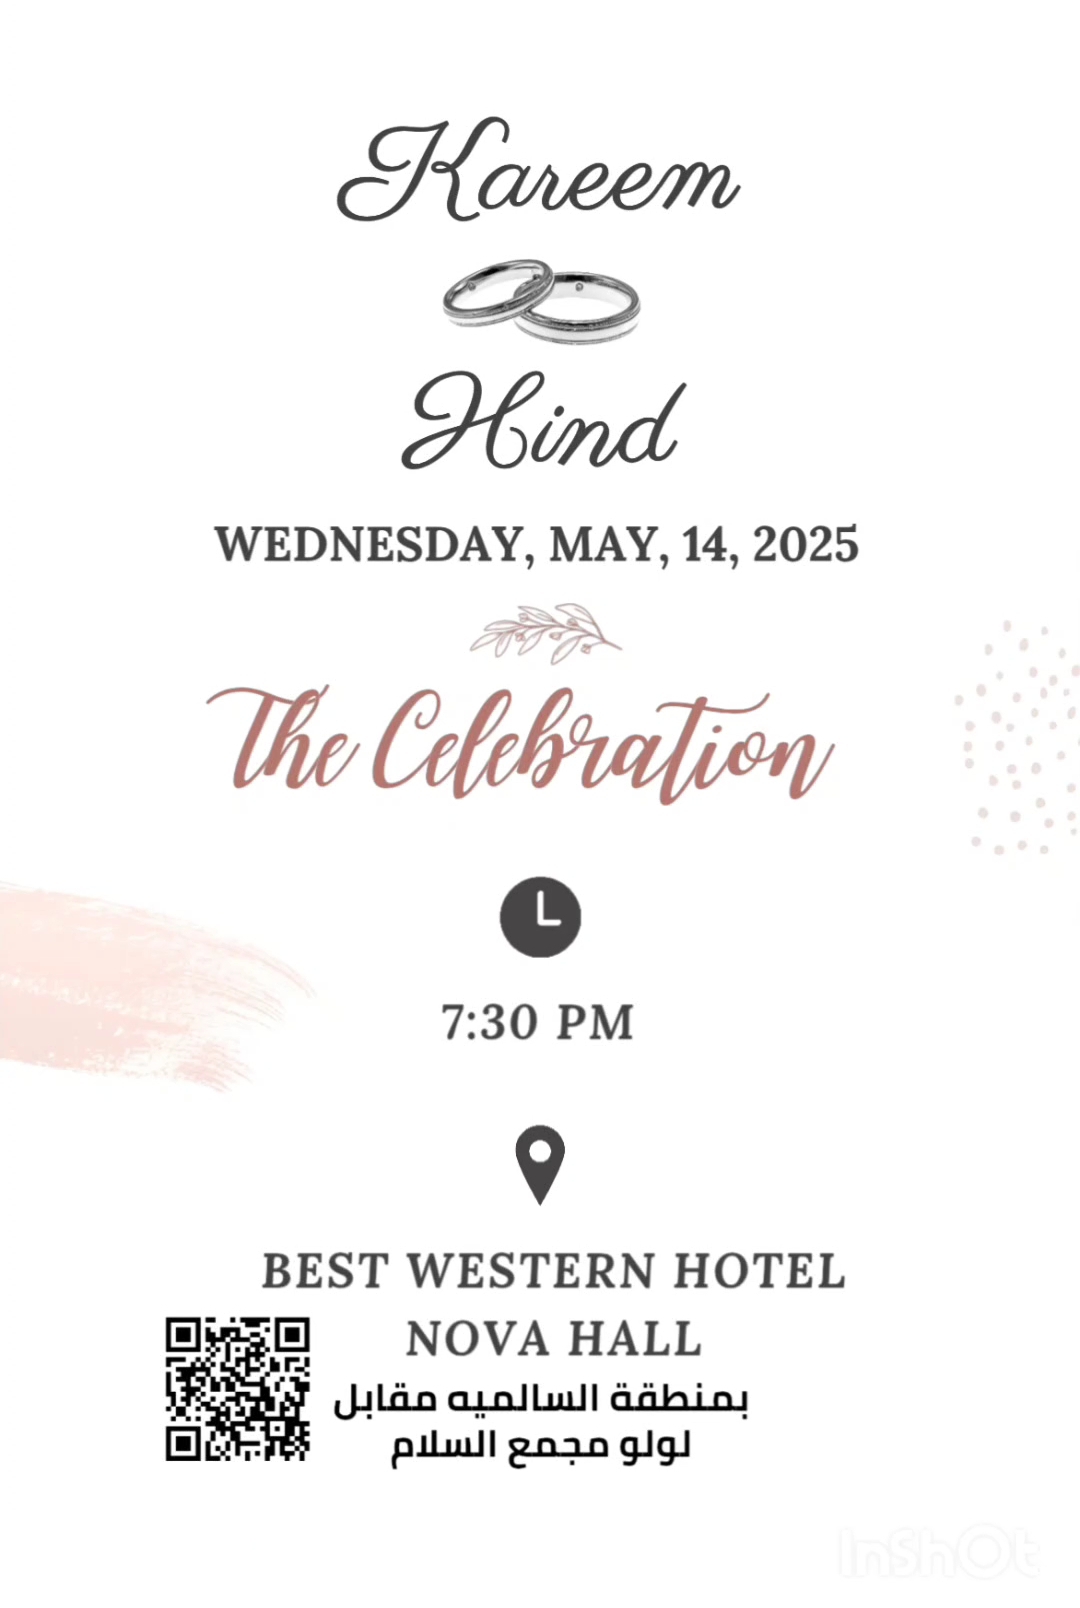 Kareem
Hind
WEDNESDAY, MAY, 14, 2025
The Celebration
7:30 PM
BEST WESTERN HOTEL
NOVA HALL
بمنطقة السالميه مقابل
لولو مجمع السلام
InShOt